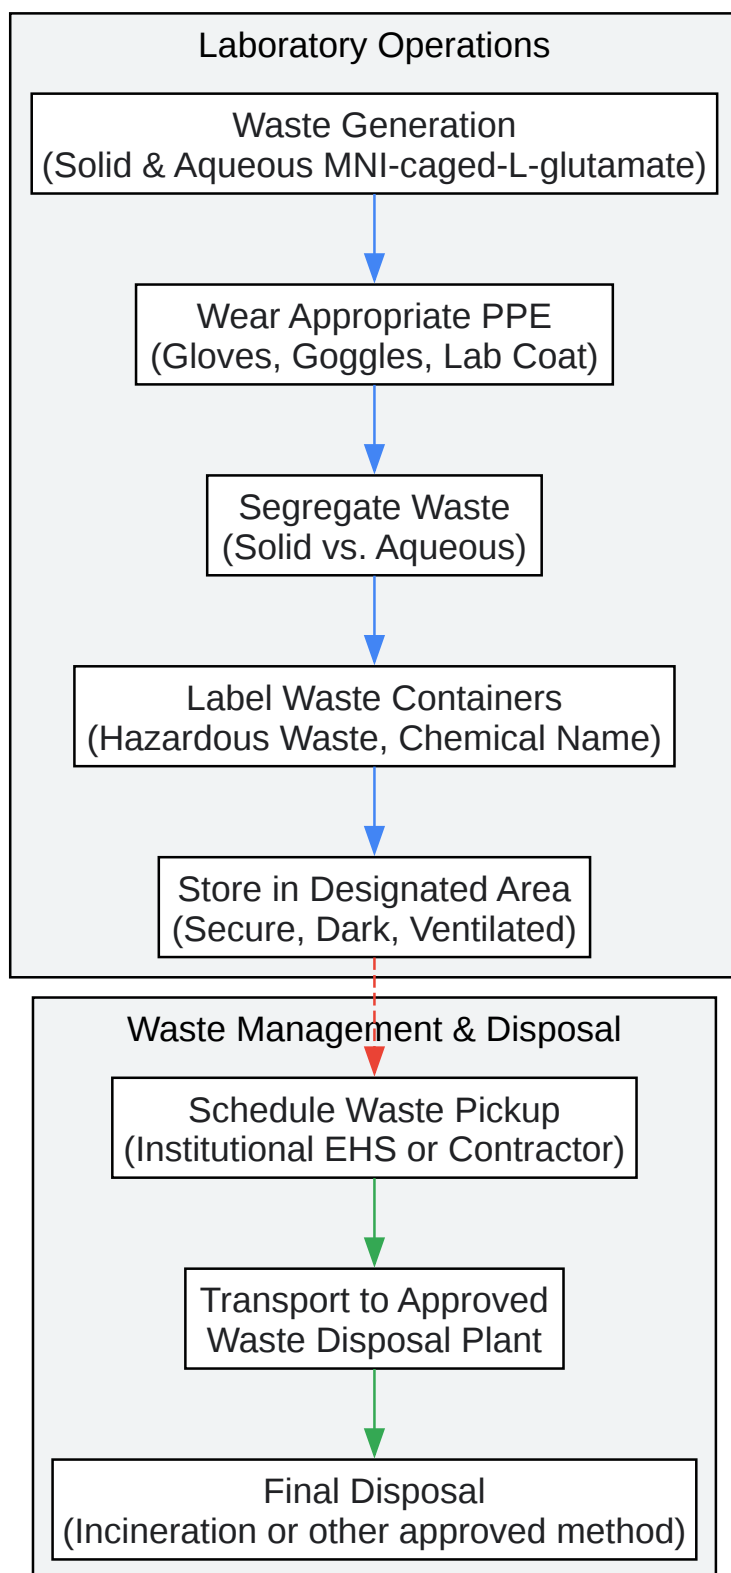 Laboratory Operations
Waste Generation
(Solid & Aqueous MNI-caged-L-glutamate)
Wear Appropriate PPE
(Gloves, Goggles, Lab Coat)
Segregate Waste
(Solid vs. Aqueous)
Label Waste Containers
(Hazardous Waste, Chemical Name)
Store in Designated Area
(Secure, Dark, Ventilated)
Waste Management & Disposal
Schedule Waste Pickup
(Institutional EHS or Contractor)
Transport to Approved
Waste Disposal Plant
Final Disposal
(Incineration or other approved method)